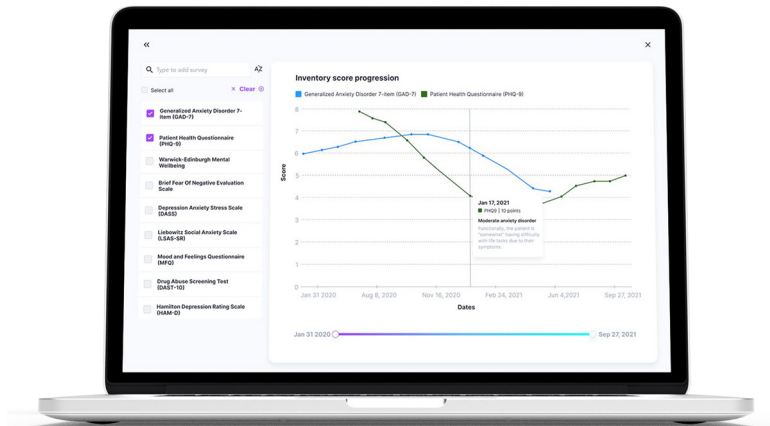 Type to add survey
Select all
× Clear
Generalized Anxiety Disorder 7-
item (GAD-7)
Patient Health Questionnaire
(PHQ-9)
Warwick-Edinburgh Mental
Wellbeing
Brief Fear Of Negative Evaluation
Scale
Depression Anxiety Stress Scale
(DASS)
Liebowitz Social Anxiety Scale
(LSAS-SR)
Mood and Feelings Questionnaire
(MFQ)
Drug Abuse Screening Test
(DAST-10)
Hamilton Depression Rating Scale
(HAM-D)
Inventory score progression
Generalized Anxiety Disorder 7-item (GAD-7) Patient Health Questionnaire (PHQ-9)
8
7
6
5
4
3
2
1
0
Score
Jan 17, 2021
PHQ9 | 10 points
Moderate anxiety disorder
Functionally, the patient is
"somewhat" having difficulty
with life tasks due to their
symptoms.
Jan 31 2020 Aug 8, 2020 Nov 16, 2020 Feb 24, 2021 Jun 4,2021 Sep 27, 2021
Dates
Jan 31 2020 Sep 27, 2021